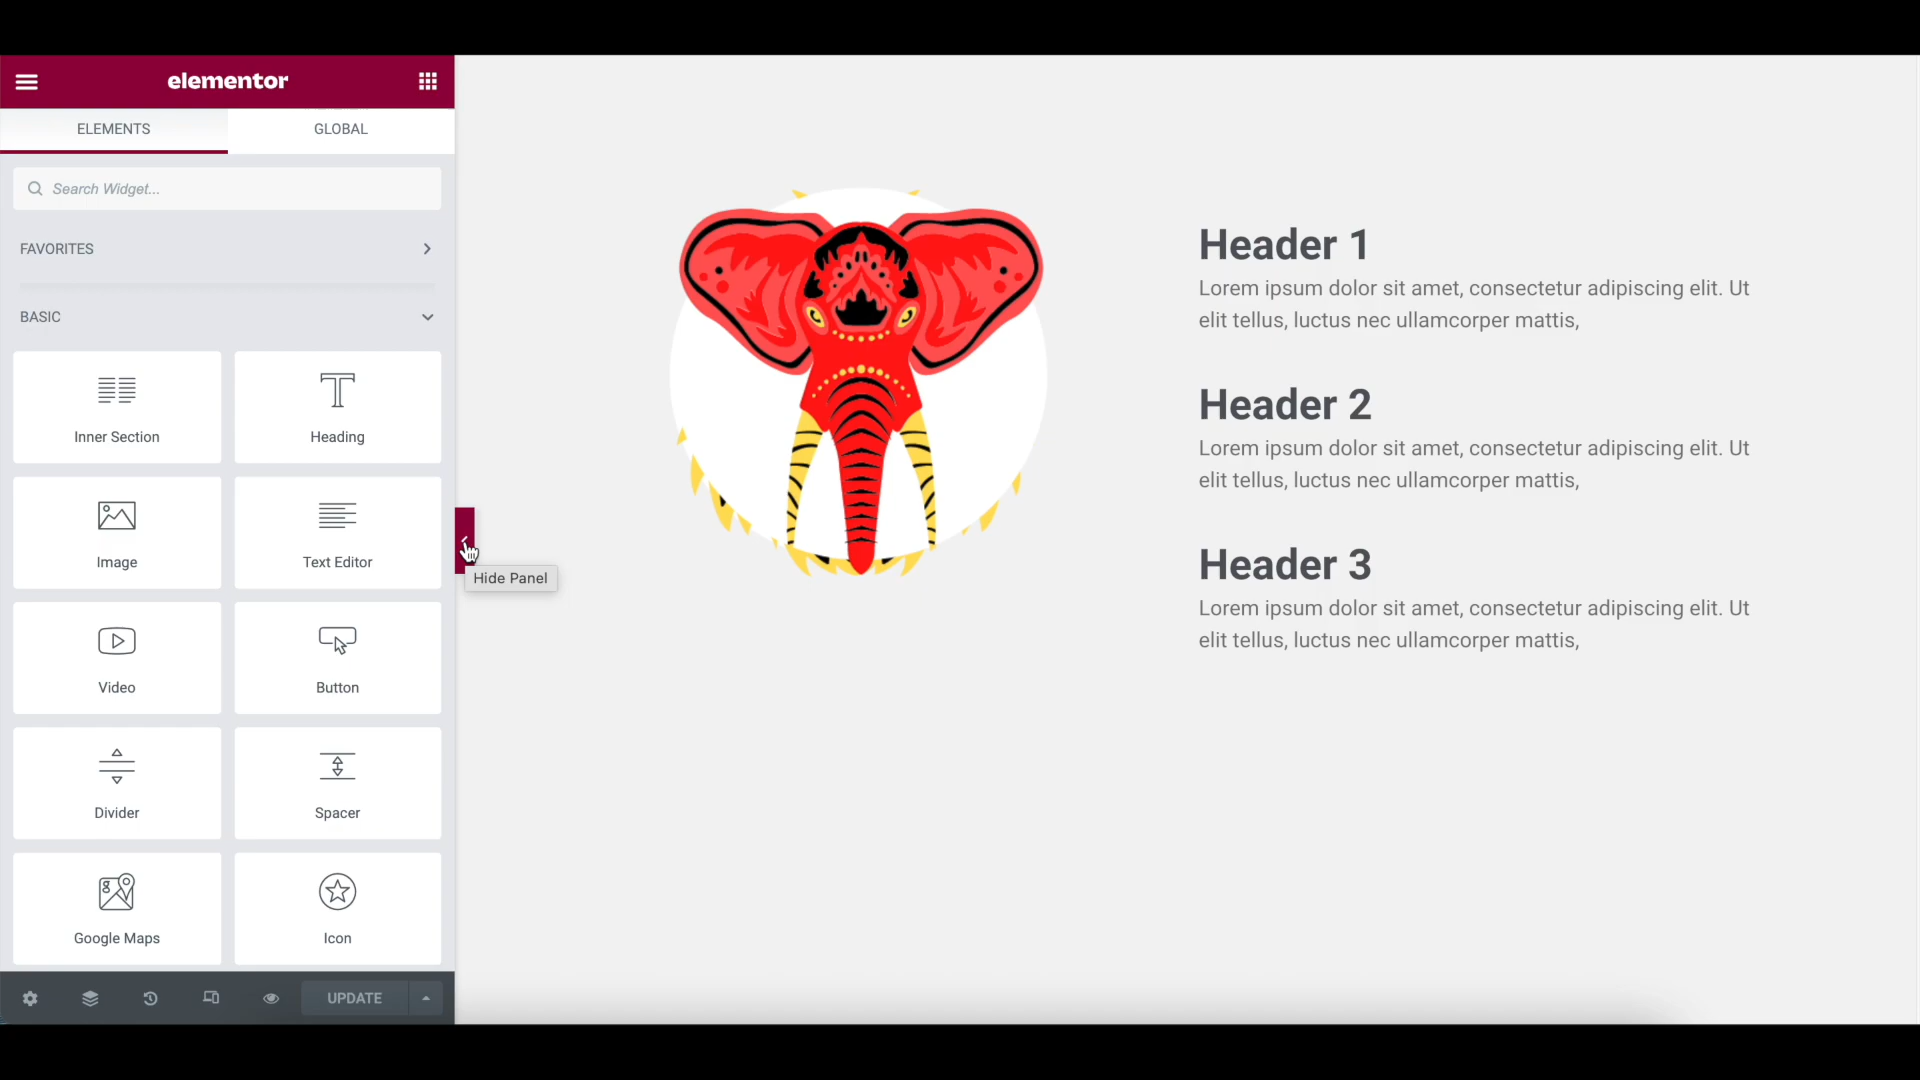 elementor
ELEMENTS
GLOBAL
Search Widget...
FAVORITES
BASIC
Inner Section
Heading
Image
Text Editor
Video
Button
Divider
Spacer
Google Maps
Icon
UPDATE
Hide Panel
Header 1
Lorem ipsum dolor sit amet, consectetur adipiscing elit. Ut
elit tellus, luctus nec ullamcorper mattis,
Header 2
Lorem ipsum dolor sit amet, consectetur adipiscing elit. Ut
elit tellus, luctus nec ullamcorper mattis,
Header 3
Lorem ipsum dolor sit amet, consectetur adipiscing elit. Ut
elit tellus, luctus nec ullamcorper mattis,